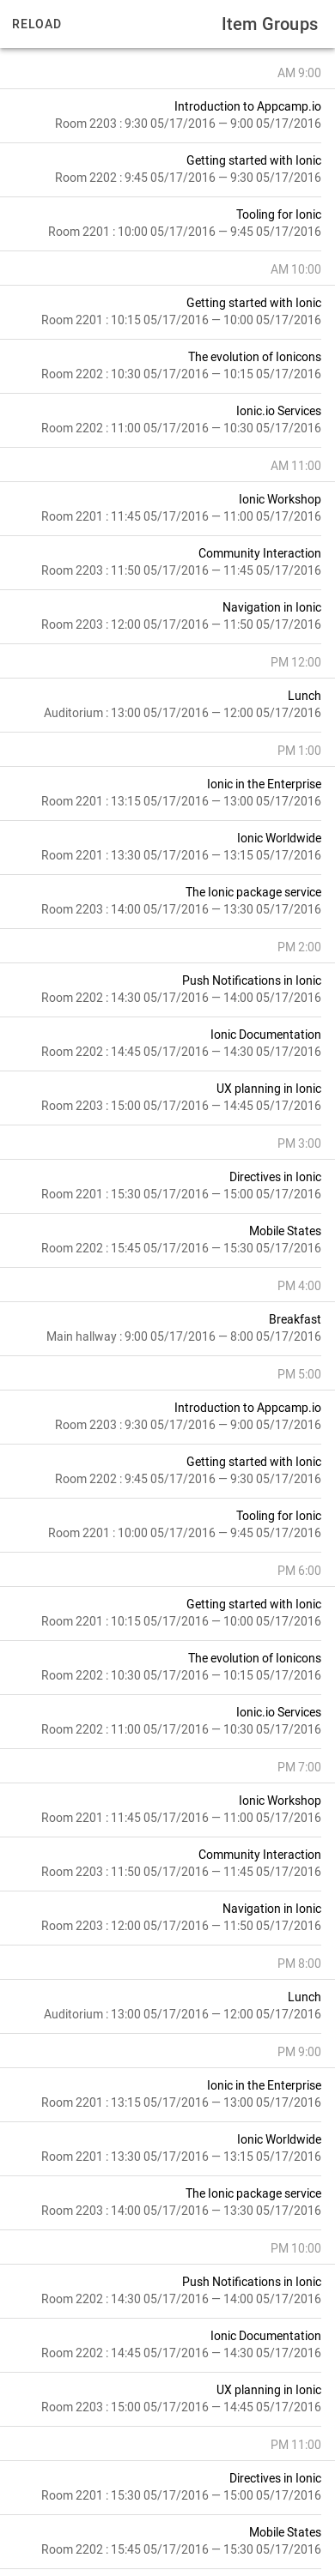 RELOAD
Item Groups
AM 9:00
Introduction to Appcamp.io
Room 2203 : 9:30 05/17/2016 — 9:00 05/17/2016
Getting started with Ionic
Room 2202 : 9:45 05/17/2016 — 9:30 05/17/2016
Tooling for Ionic
Room 2201 : 10:00 05/17/2016 — 9:45 05/17/2016
AM 10:00
Getting started with Ionic
Room 2201 : 10:15 05/17/2016 — 10:00 05/17/2016
The evolution of Ionicons
Room 2202 : 10:30 05/17/2016 — 10:15 05/17/2016
Ionic.io Services
Room 2202 : 11:00 05/17/2016 — 10:30 05/17/2016
AM 11:00
Ionic Workshop
Room 2201 : 11:45 05/17/2016 — 11:00 05/17/2016
Community Interaction
Room 2203 : 11:50 05/17/2016 — 11:45 05/17/2016
Navigation in Ionic
Room 2203 : 12:00 05/17/2016 — 11:50 05/17/2016
PM 12:00
Lunch
Auditorium : 13:00 05/17/2016 — 12:00 05/17/2016
PM 1:00
Ionic in the Enterprise
Room 2201 : 13:15 05/17/2016 — 13:00 05/17/2016
Ionic Worldwide
Room 2201 : 13:30 05/17/2016 — 13:15 05/17/2016
The Ionic package service
Room 2203 : 14:00 05/17/2016 — 13:30 05/17/2016
PM 2:00
Push Notifications in Ionic
Room 2202 : 14:30 05/17/2016 — 14:00 05/17/2016
Ionic Documentation
Room 2202 : 14:45 05/17/2016 — 14:30 05/17/2016
UX planning in Ionic
Room 2203 : 15:00 05/17/2016 — 14:45 05/17/2016
PM 3:00
Directives in Ionic
Room 2201 : 15:30 05/17/2016 — 15:00 05/17/2016
Mobile States
Room 2202 : 15:45 05/17/2016 — 15:30 05/17/2016
PM 4:00
Breakfast
Main hallway : 9:00 05/17/2016 — 8:00 05/17/2016
PM 5:00
Introduction to Appcamp.io
Room 2203 : 9:30 05/17/2016 — 9:00 05/17/2016
Getting started with Ionic
Room 2202 : 9:45 05/17/2016 — 9:30 05/17/2016
Tooling for Ionic
Room 2201 : 10:00 05/17/2016 — 9:45 05/17/2016
PM 6:00
Getting started with Ionic
Room 2201 : 10:15 05/17/2016 — 10:00 05/17/2016
The evolution of Ionicons
Room 2202 : 10:30 05/17/2016 — 10:15 05/17/2016
Ionic.io Services
Room 2202 : 11:00 05/17/2016 — 10:30 05/17/2016
PM 7:00
Ionic Workshop
Room 2201 : 11:45 05/17/2016 — 11:00 05/17/2016
Community Interaction
Room 2203 : 11:50 05/17/2016 — 11:45 05/17/2016
Navigation in Ionic
Room 2203 : 12:00 05/17/2016 — 11:50 05/17/2016
PM 8:00
Lunch
Auditorium : 13:00 05/17/2016 — 12:00 05/17/2016
PM 9:00
Ionic in the Enterprise
Room 2201 : 13:15 05/17/2016 — 13:00 05/17/2016
Ionic Worldwide
Room 2201 : 13:30 05/17/2016 — 13:15 05/17/2016
The Ionic package service
Room 2203 : 14:00 05/17/2016 — 13:30 05/17/2016
PM 10:00
Push Notifications in Ionic
Room 2202 : 14:30 05/17/2016 — 14:00 05/17/2016
Ionic Documentation
Room 2202 : 14:45 05/17/2016 — 14:30 05/17/2016
UX planning in Ionic
Room 2203 : 15:00 05/17/2016 — 14:45 05/17/2016
PM 11:00
Directives in Ionic
Room 2201 : 15:30 05/17/2016 — 15:00 05/17/2016
Mobile States
Room 2202 : 15:45 05/17/2016 — 15:30 05/17/2016